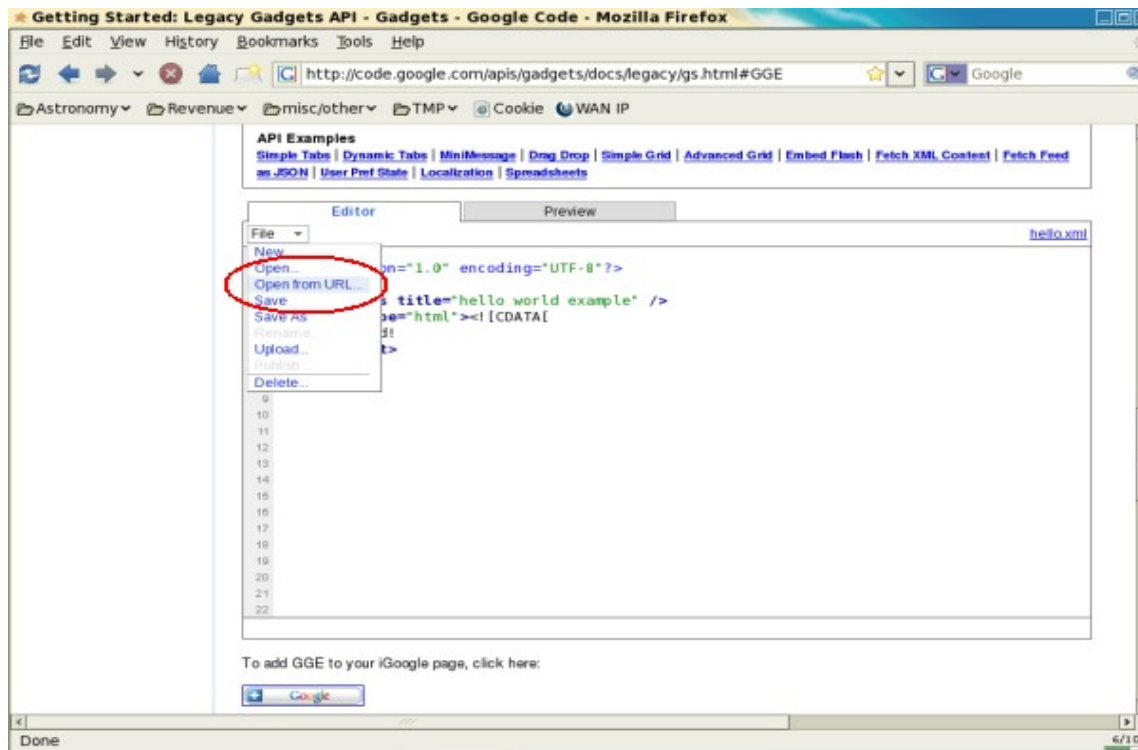 Getting Started: Legacy Gadgets API - Gadgets - Google Code - Mozilla Firefox
File Edit View History Bookmarks Tools Help
http://code.google.com/apis/gadgets/docs/legacy/gs.html#GGE Google
Astronomy Revenue misc/other TMP Cookie WAN IP
API Examples
Simple Tabs | Dynamic Tabs | MiniMessage | Drag Drop | Simple Grid | Advanced Grid | Embed Flash | Fetch XML Content | Fetch Feed
as JSON | User Pref State | Localization | Spreadsheets
Editor Preview
File hello.xml
New
Open... on="1.0" encoding="UTF-8"?>
Open from URL...
Save s title="hello world example" />
Save As pe="html"><![CDATA[
Rename... d!
Upload... t>
Publish...
Delete...
9
10
11
12
13
14
15
16
17
18
19
20
21
22
To add GGE to your iGoogle page, click here:
Google
Done 6/10